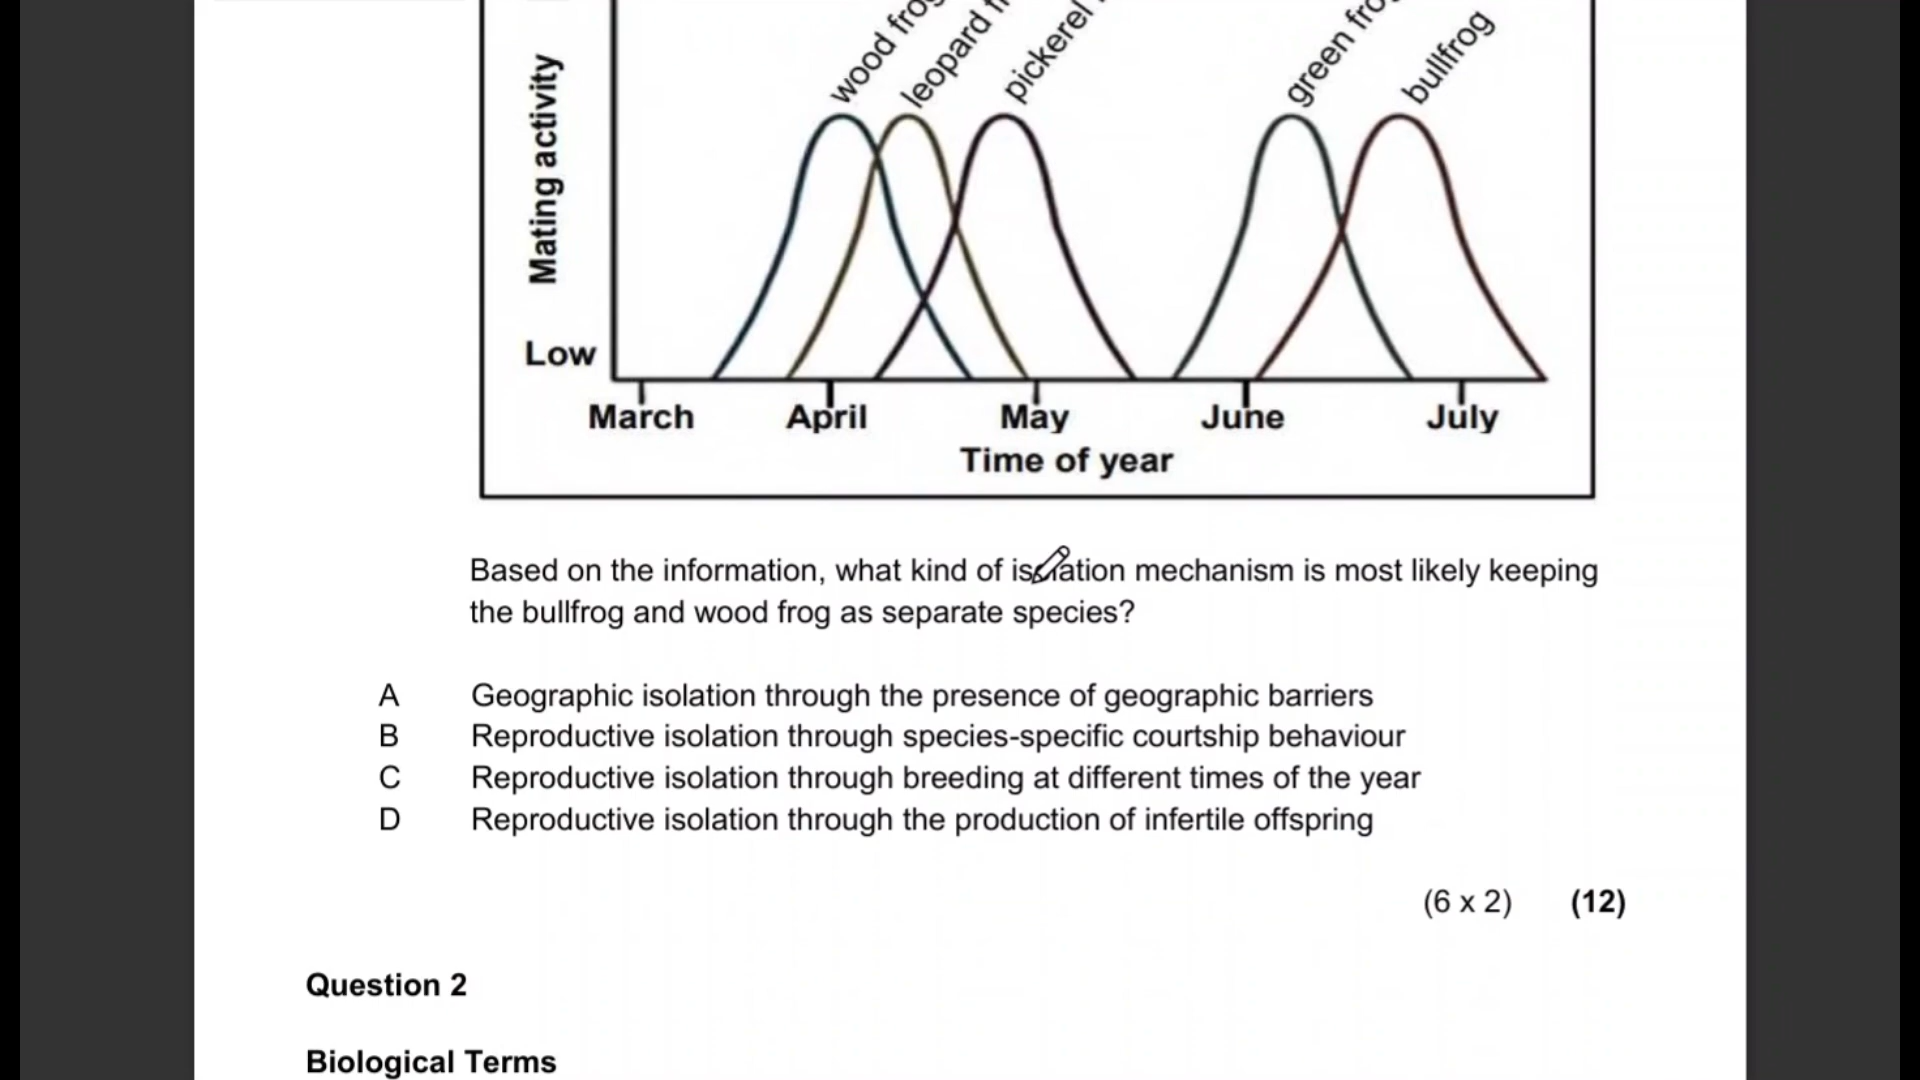 wood
leopard
pickerel
green
bullfrog
Mating activity
Low
March April May June July
Time of year
Based on the information, what kind of isolation mechanism is most likely keeping
the bullfrog and wood frog as separate species?
A Geographic isolation through the presence of geographic barriers
B Reproductive isolation through species-specific courtship behaviour
C Reproductive isolation through breeding at different times of the year
D Reproductive isolation through the production of infertile offspring
(6 x 2) (12)
Question 2
Biological Terms